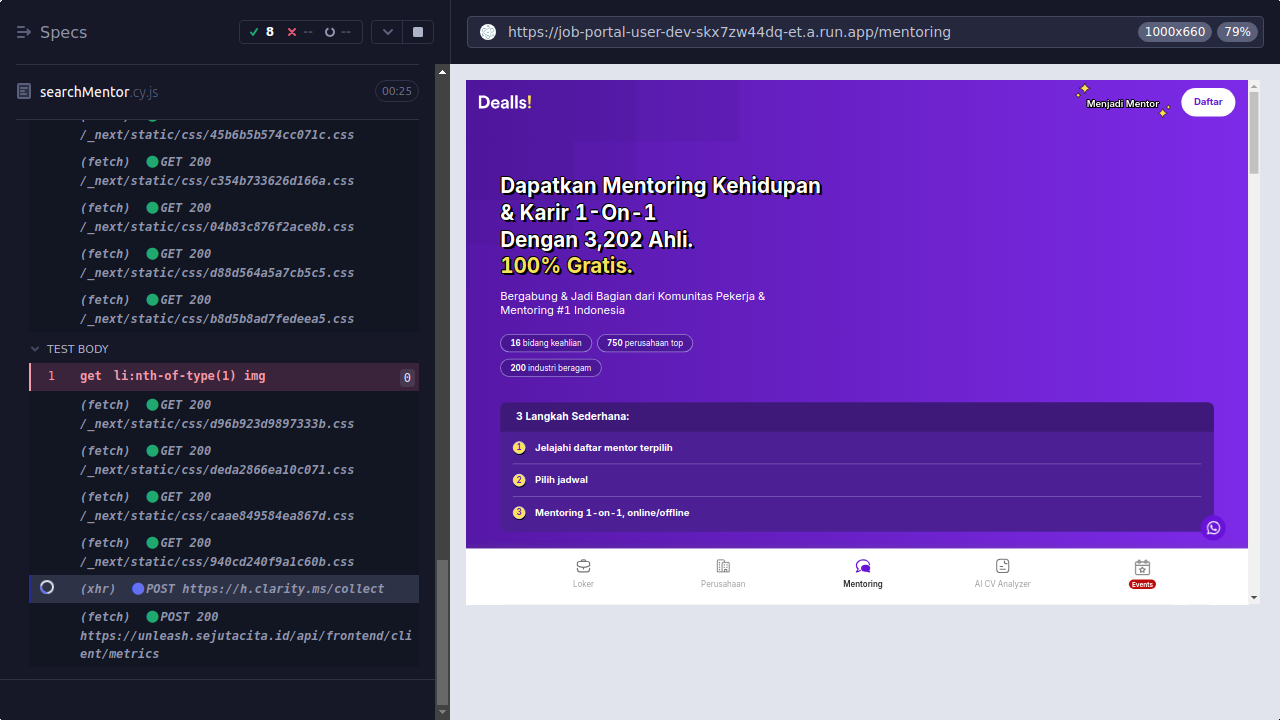 Specs
8
--
--
https://job-portal-user-dev-skx7zw44dq-et.a.run.app/mentoring
1000x660
79%
searchMentor.cy.js
00:25
/_next/static/css/45b6b5b574cc071c.css
(fetch) GET 200
/_next/static/css/c354b733626d166a.css
(fetch) GET 200
/_next/static/css/04b83c876f2ace8b.css
(fetch) GET 200
/_next/static/css/d88d564a5a7cb5c5.css
(fetch) GET 200
/_next/static/css/b8d5b8ad7fedeea5.css
TEST BODY
1 get li:nth-of-type(1) img 0
(fetch) GET 200
/_next/static/css/d96b923d9897333b.css
(fetch) GET 200
/_next/static/css/deda2866ea10c071.css
(fetch) GET 200
/_next/static/css/caae849584ea867d.css
(fetch) GET 200
/_next/static/css/940cd240f9a1c60b.css
(xhr) POST https://h.clarity.ms/collect
(fetch) POST 200
https://unleash.sejutacita.id/api/frontend/cli
ent/metrics
Dealls!
Menjadi Mentor
Daftar
Dapatkan Mentoring Kehidupan
& Karir 1-On-1
Dengan 3,202 Ahli.
100% Gratis.
Bergabung & Jadi Bagian dari Komunitas Pekerja &
Mentoring #1 Indonesia
16 bidang keahlian
750 perusahaan top
200 industri beragam
3 Langkah Sederhana:
1 Jelajahi daftar mentor terpilih
2 Pilih jadwal
3 Mentoring 1-on-1, online/offline
Loker
Perusahaan
Mentoring
AI CV Analyzer
Events